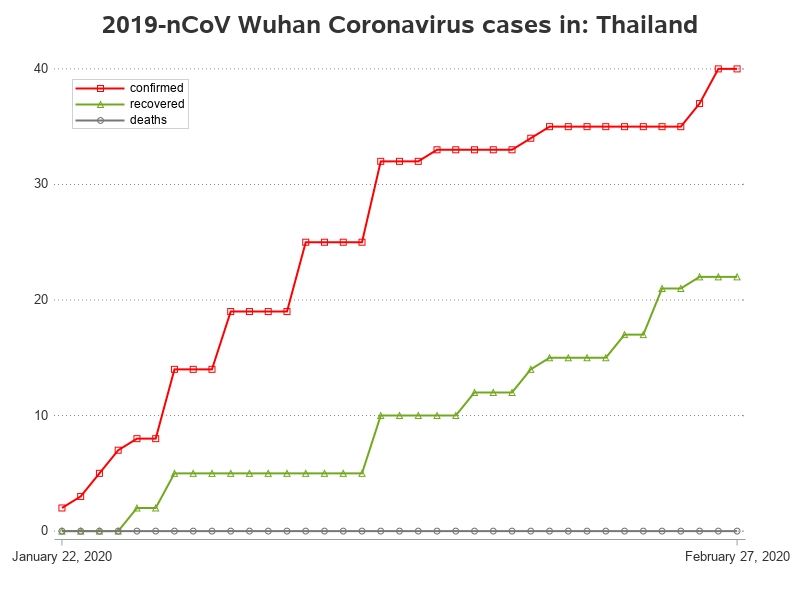 2019-nCoV Wuhan Coronavirus cases in: Thailand
40
confirmed
recovered
deaths
30
20
10
0
January 22, 2020
February 27, 2020